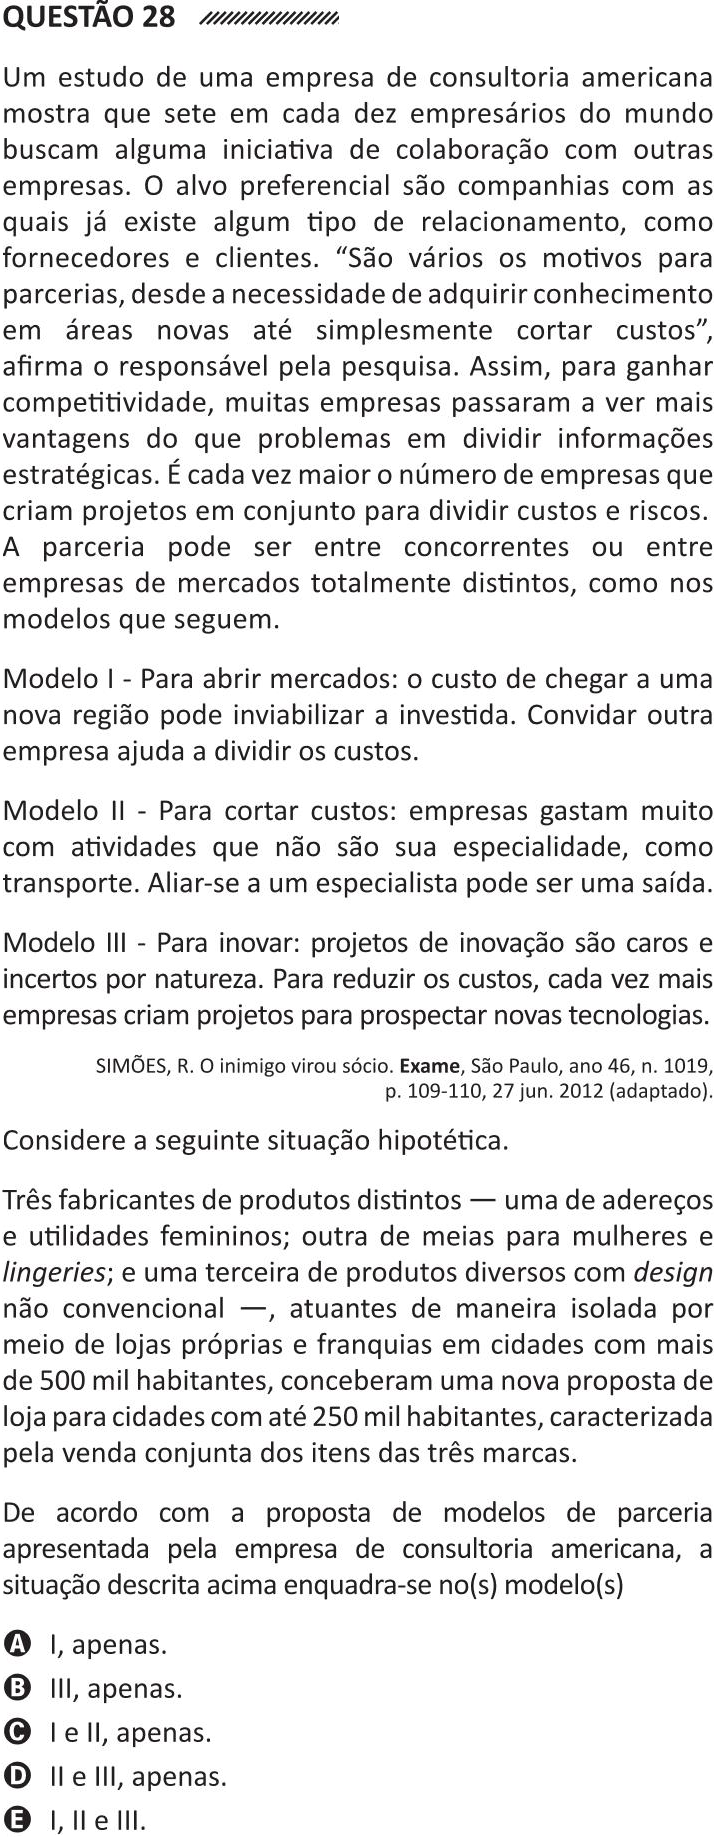 QUESTÃO 28
Um estudo de uma empresa de consultoria americana
mostra que sete em cada dez empresários do mundo
buscam alguma iniciativa de colaboração com outras
empresas. O alvo preferencial são companhias com as
quais já existe algum tipo de relacionamento, como
fornecedores e clientes. “São vários os motivos para
parcerias, desde a necessidade de adquirir conhecimento
em áreas novas até simplesmente cortar custos”,
afirma o responsável pela pesquisa. Assim, para ganhar
competitividade, muitas empresas passaram a ver mais
vantagens do que problemas em dividir informações
estratégicas. É cada vez maior o número de empresas que
criam projetos em conjunto para dividir custos e riscos.
A parceria pode ser entre concorrentes ou entre
empresas de mercados totalmente distintos, como nos
modelos que seguem.
Modelo I - Para abrir mercados: o custo de chegar a uma
nova região pode inviabilizar a investida. Convidar outra
empresa ajuda a dividir os custos.
Modelo II - Para cortar custos: empresas gastam muito
com atividades que não são sua especialidade, como
transporte. Aliar-se a um especialista pode ser uma saída.
Modelo III - Para inovar: projetos de inovação são caros e
incertos por natureza. Para reduzir os custos, cada vez mais
empresas criam projetos para prospectar novas tecnologias.
SIMÕES, R. O inimigo virou sócio. Exame, São Paulo, ano 46, n. 1019,
p. 109-110, 27 jun. 2012 (adaptado).
Considere a seguinte situação hipotética.
Três fabricantes de produtos distintos — uma de adereços
e utilidades femininos; outra de meias para mulheres e
lingeries; e uma terceira de produtos diversos com design
não convencional —, atuantes de maneira isolada por
meio de lojas próprias e franquias em cidades com mais
de 500 mil habitantes, conceberam uma nova proposta de
loja para cidades com até 250 mil habitantes, caracterizada
pela venda conjunta dos itens das três marcas.
De acordo com a proposta de modelos de parceria
apresentada pela empresa de consultoria americana, a
situação descrita acima enquadra-se no(s) modelo(s)
A I, apenas.
B III, apenas.
C I e II, apenas.
D II e III, apenas.
E I, II e III.